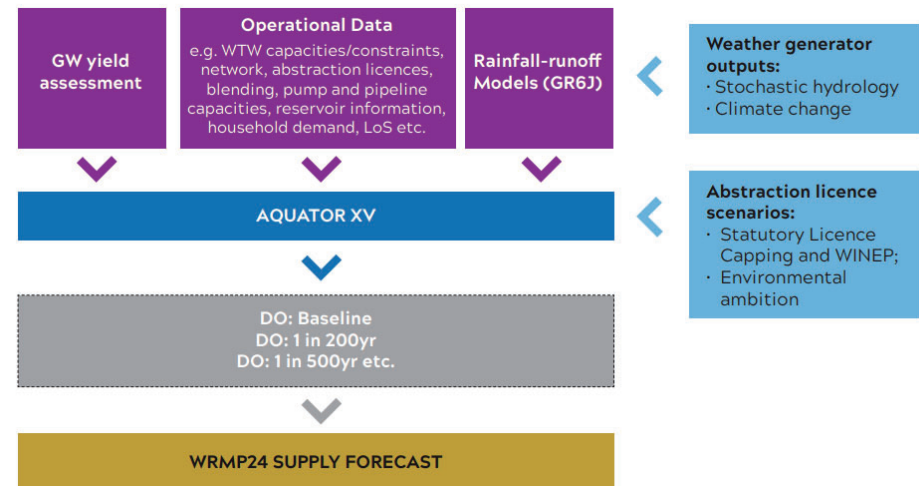 GW yield
assessment
Operational Data
e.g. WTW capacities/constraints,
network, abstraction licences,
blending, pump and pipeline
capacities, reservoir information,
household demand, LoS etc.
Rainfall-runoff
Models (GR6J)
Weather generator
outputs:
· Stochastic hydrology
· Climate change
AQUATOR XV
Abstraction licence
scenarios:
· Statutory Licence
Capping and WINEP;
· Environmental
ambition
DO: Baseline
DO: 1 in 200yr
DO: 1 in 500yr etc.
WRMP24 SUPPLY FORECAST